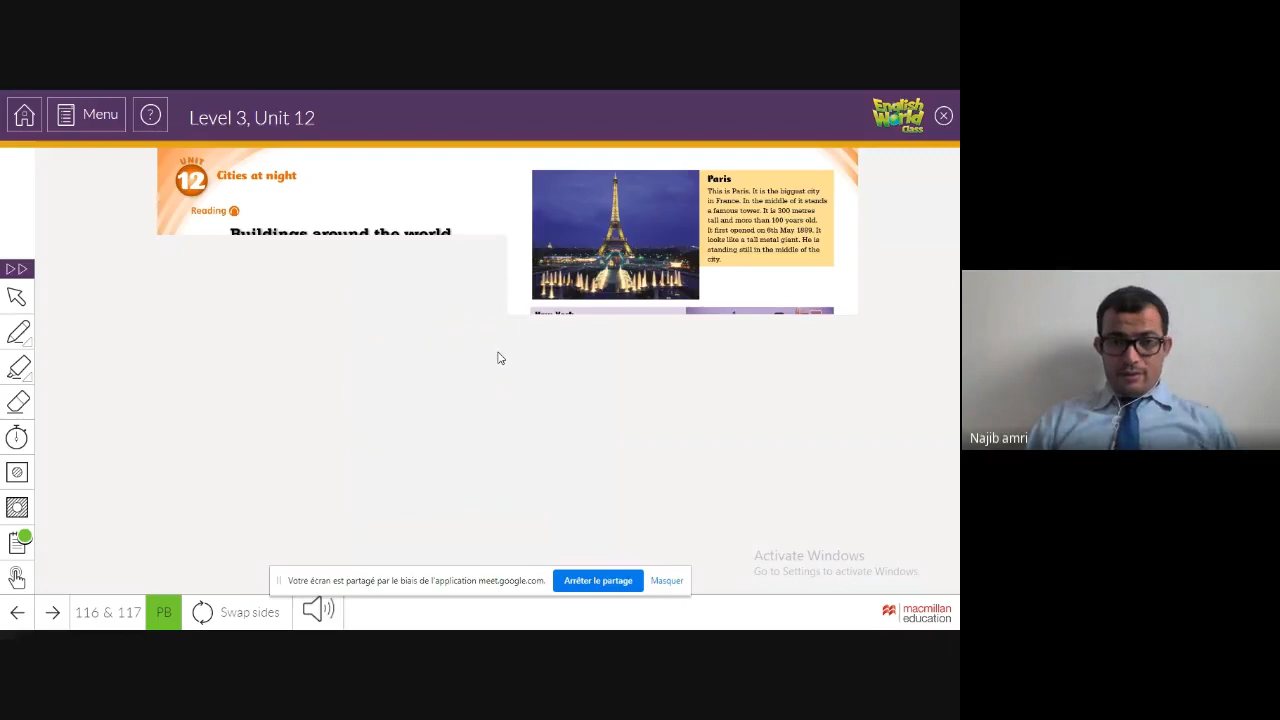 Menu
?
Level 3, Unit 12
English
World
Class
UNIT
12
Cities at night
Reading
Buildings around the world
Paris
This is Paris. It is the biggest city
in France. In the middle of it stands
a famous tower. It is 300 metres
tall and more than 100 years old.
It first opened on 6th May 1889. It
looks like a tall metal giant. He is
standing still in the middle of the
city.
New York
Najib amri
Activate Windows
Go to Settings to activate Windows.
Votre écran est partagé par le biais de l'application meet.google.com.
Arrêter le partage
Masquer
116 & 117
PB
Swap sides
macmillan
education